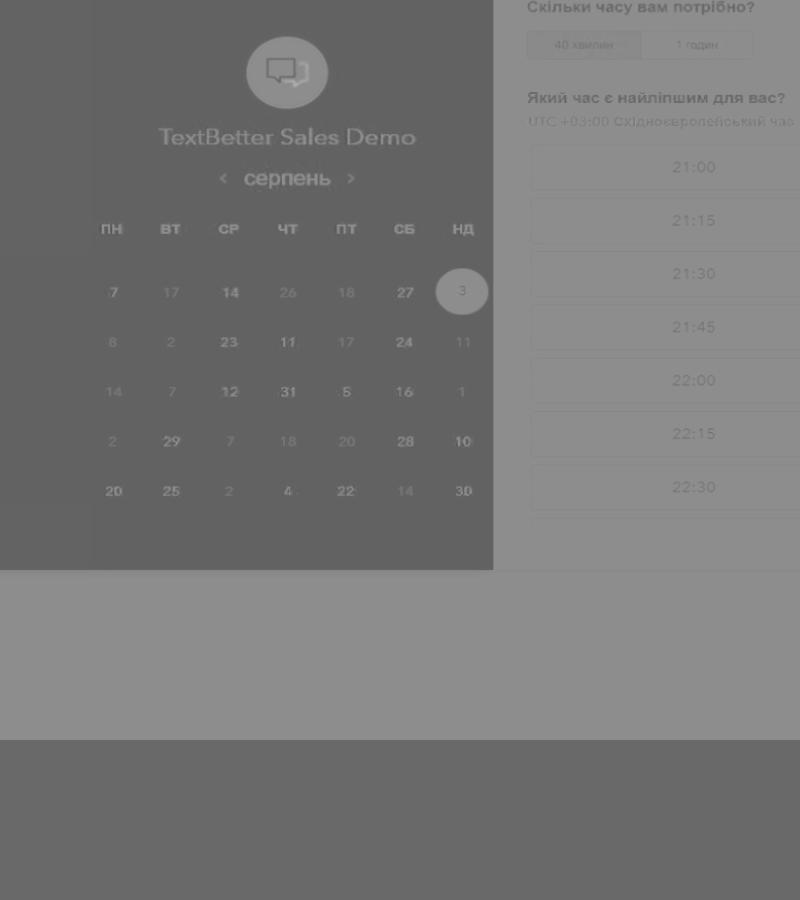 TextBetter Sales Demo
< серпень >
ПН ВТ СР ЧТ ПТ СБ НД
7 17 14 26 18 27 3
8 2 23 11 17 24 11
14 7 12 31 5 16 1
2 29 7 18 20 28 10
20 25 2 4 22 14 30
Скільки часу вам потрібно?
40 хвилин 1 годин
Який час є найліпшим для вас?
UTC +03:00 Східноєвропейський час
21:00
21:15
21:30
21:45
22:00
22:15
22:30